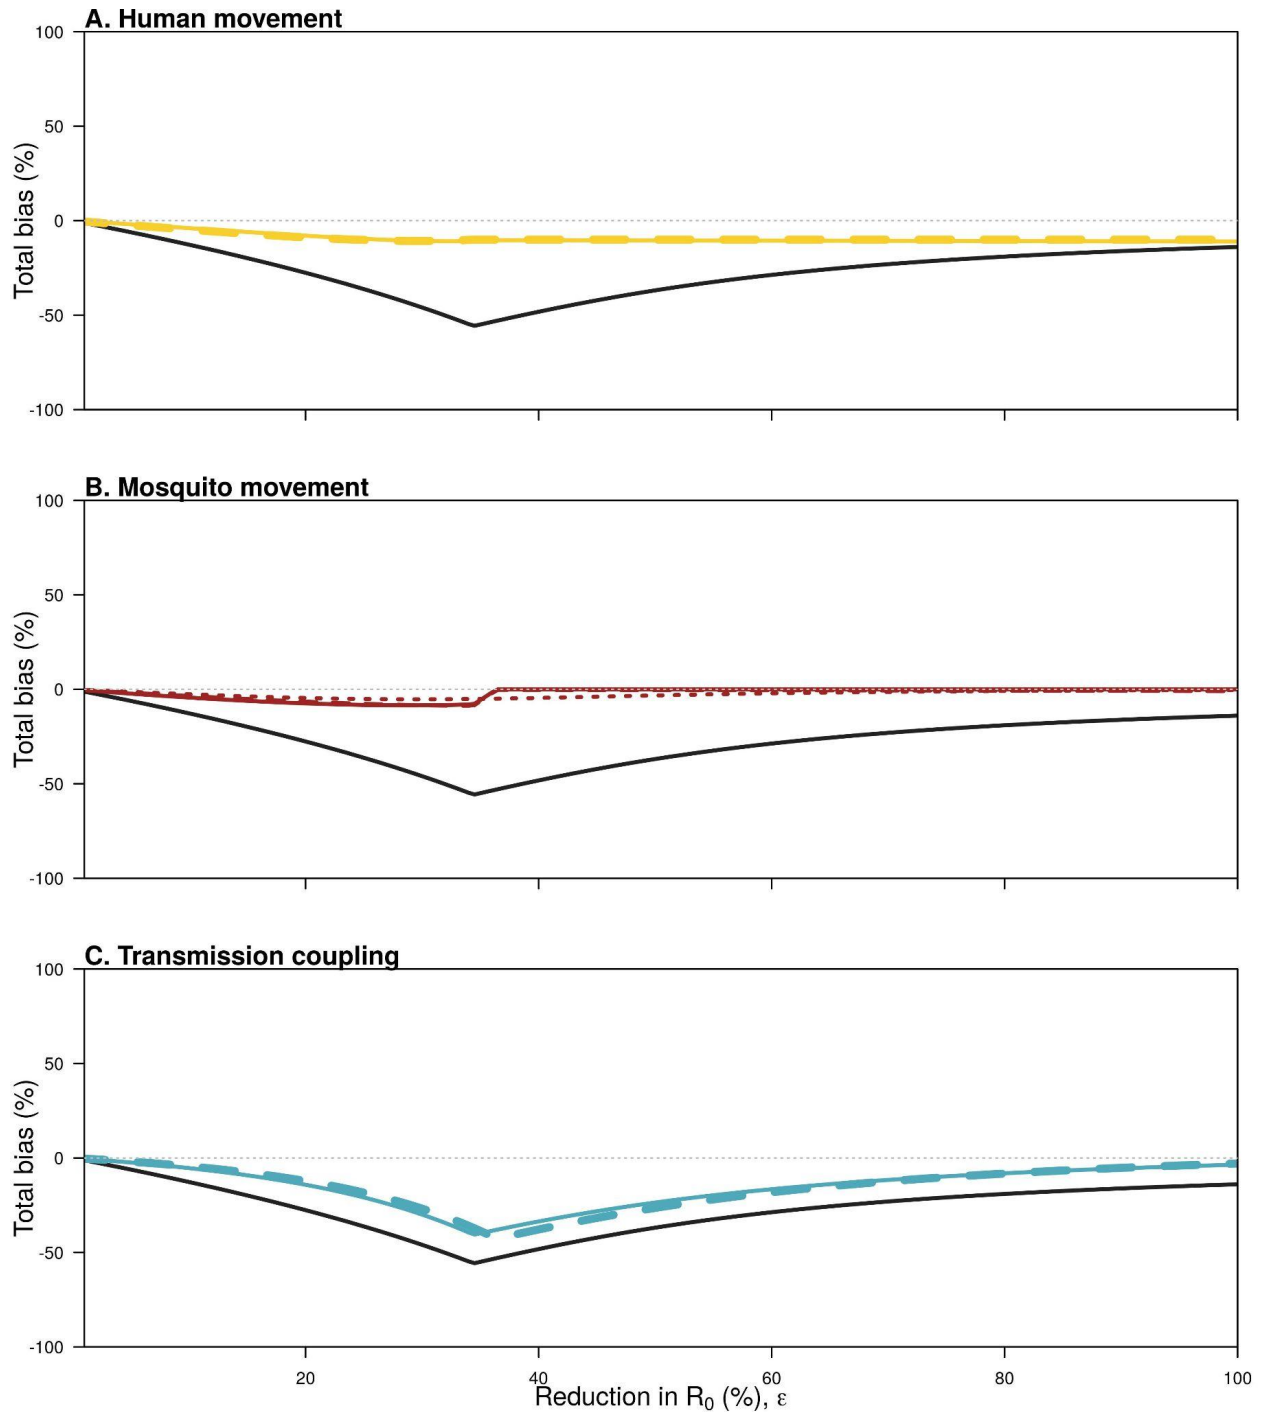 A. Human movement
100
50
0
-50
-100
Total bias (%)
B. Mosquito movement
100
50
0
-50
-100
Total bias (%)
C. Transmission coupling
100
50
0
-50
-100
Total bias (%)
20 40 60 80 100
Reduction in R₀ (%), ε